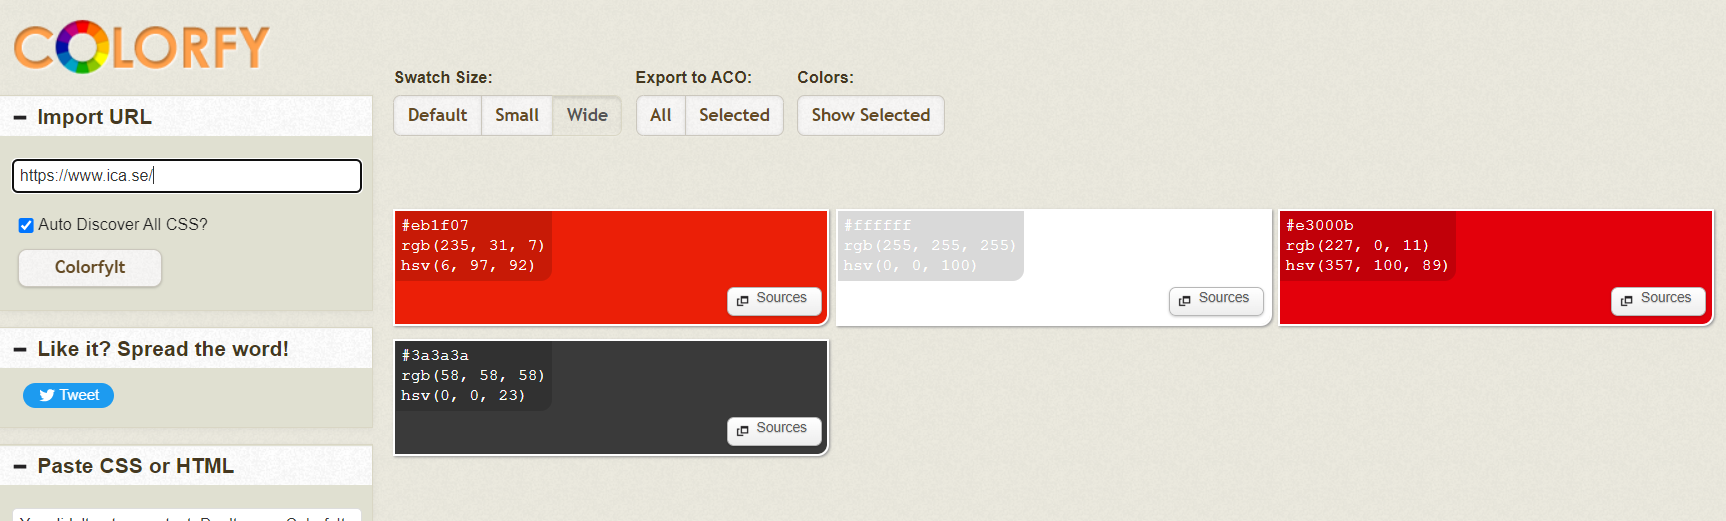 COLORFY
Import URL
https://www.ica.se/
Auto Discover All CSS?
ColorfyIt
Like it? Spread the word!
Tweet
Paste CSS or HTML
Swatch Size:
Default Small Wide
Export to ACO:
All Selected
Colors:
Show Selected
#eb1f07
rgb(235, 31, 7)
hsv(6, 97, 92)
Sources
#ffffff
rgb(255, 255, 255)
hsv(0, 0, 100)
Sources
#e3000b
rgb(227, 0, 11)
hsv(357, 100, 89)
Sources
#3a3a3a
rgb(58, 58, 58)
hsv(0, 0, 23)
Sources